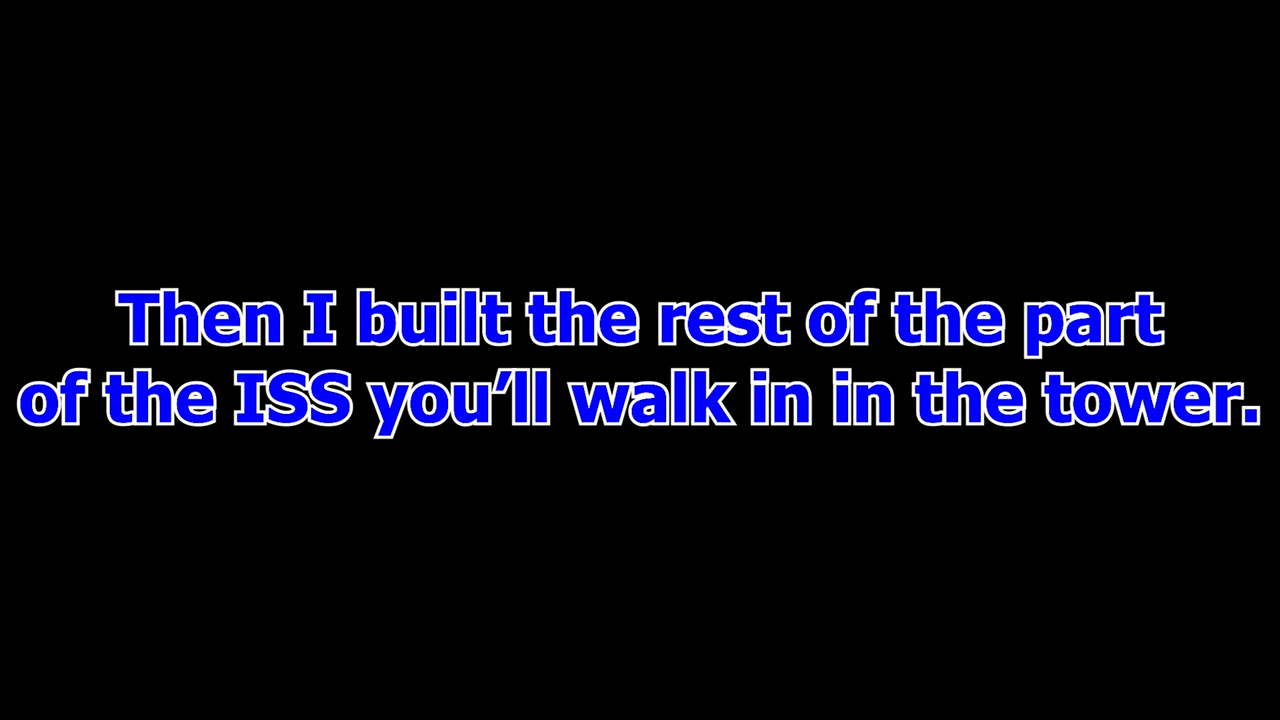 Then I built the rest of the part
of the ISS you’ll walk in in the tower.